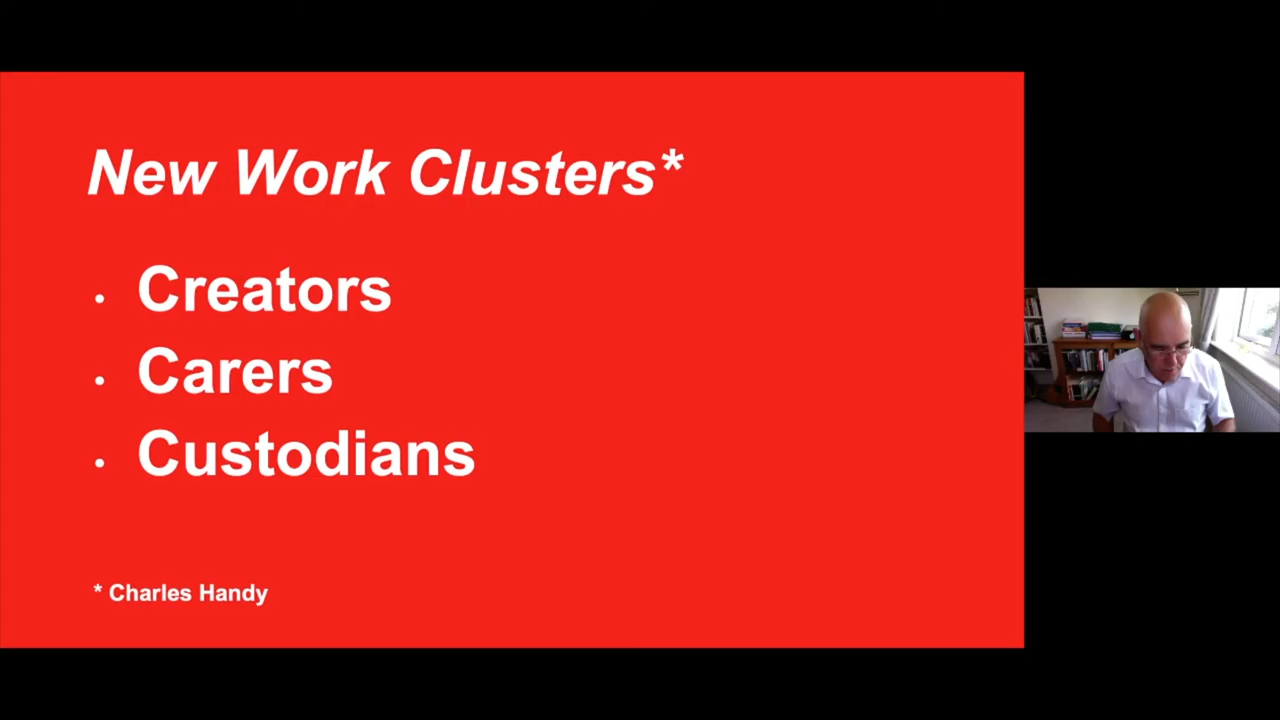 New Work Clusters*
• Creators
• Carers
• Custodians
* Charles Handy